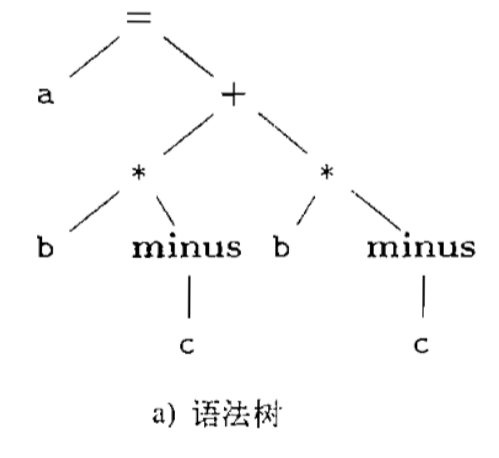 =
a +
* *
b minus b minus
c c
a) 语法树